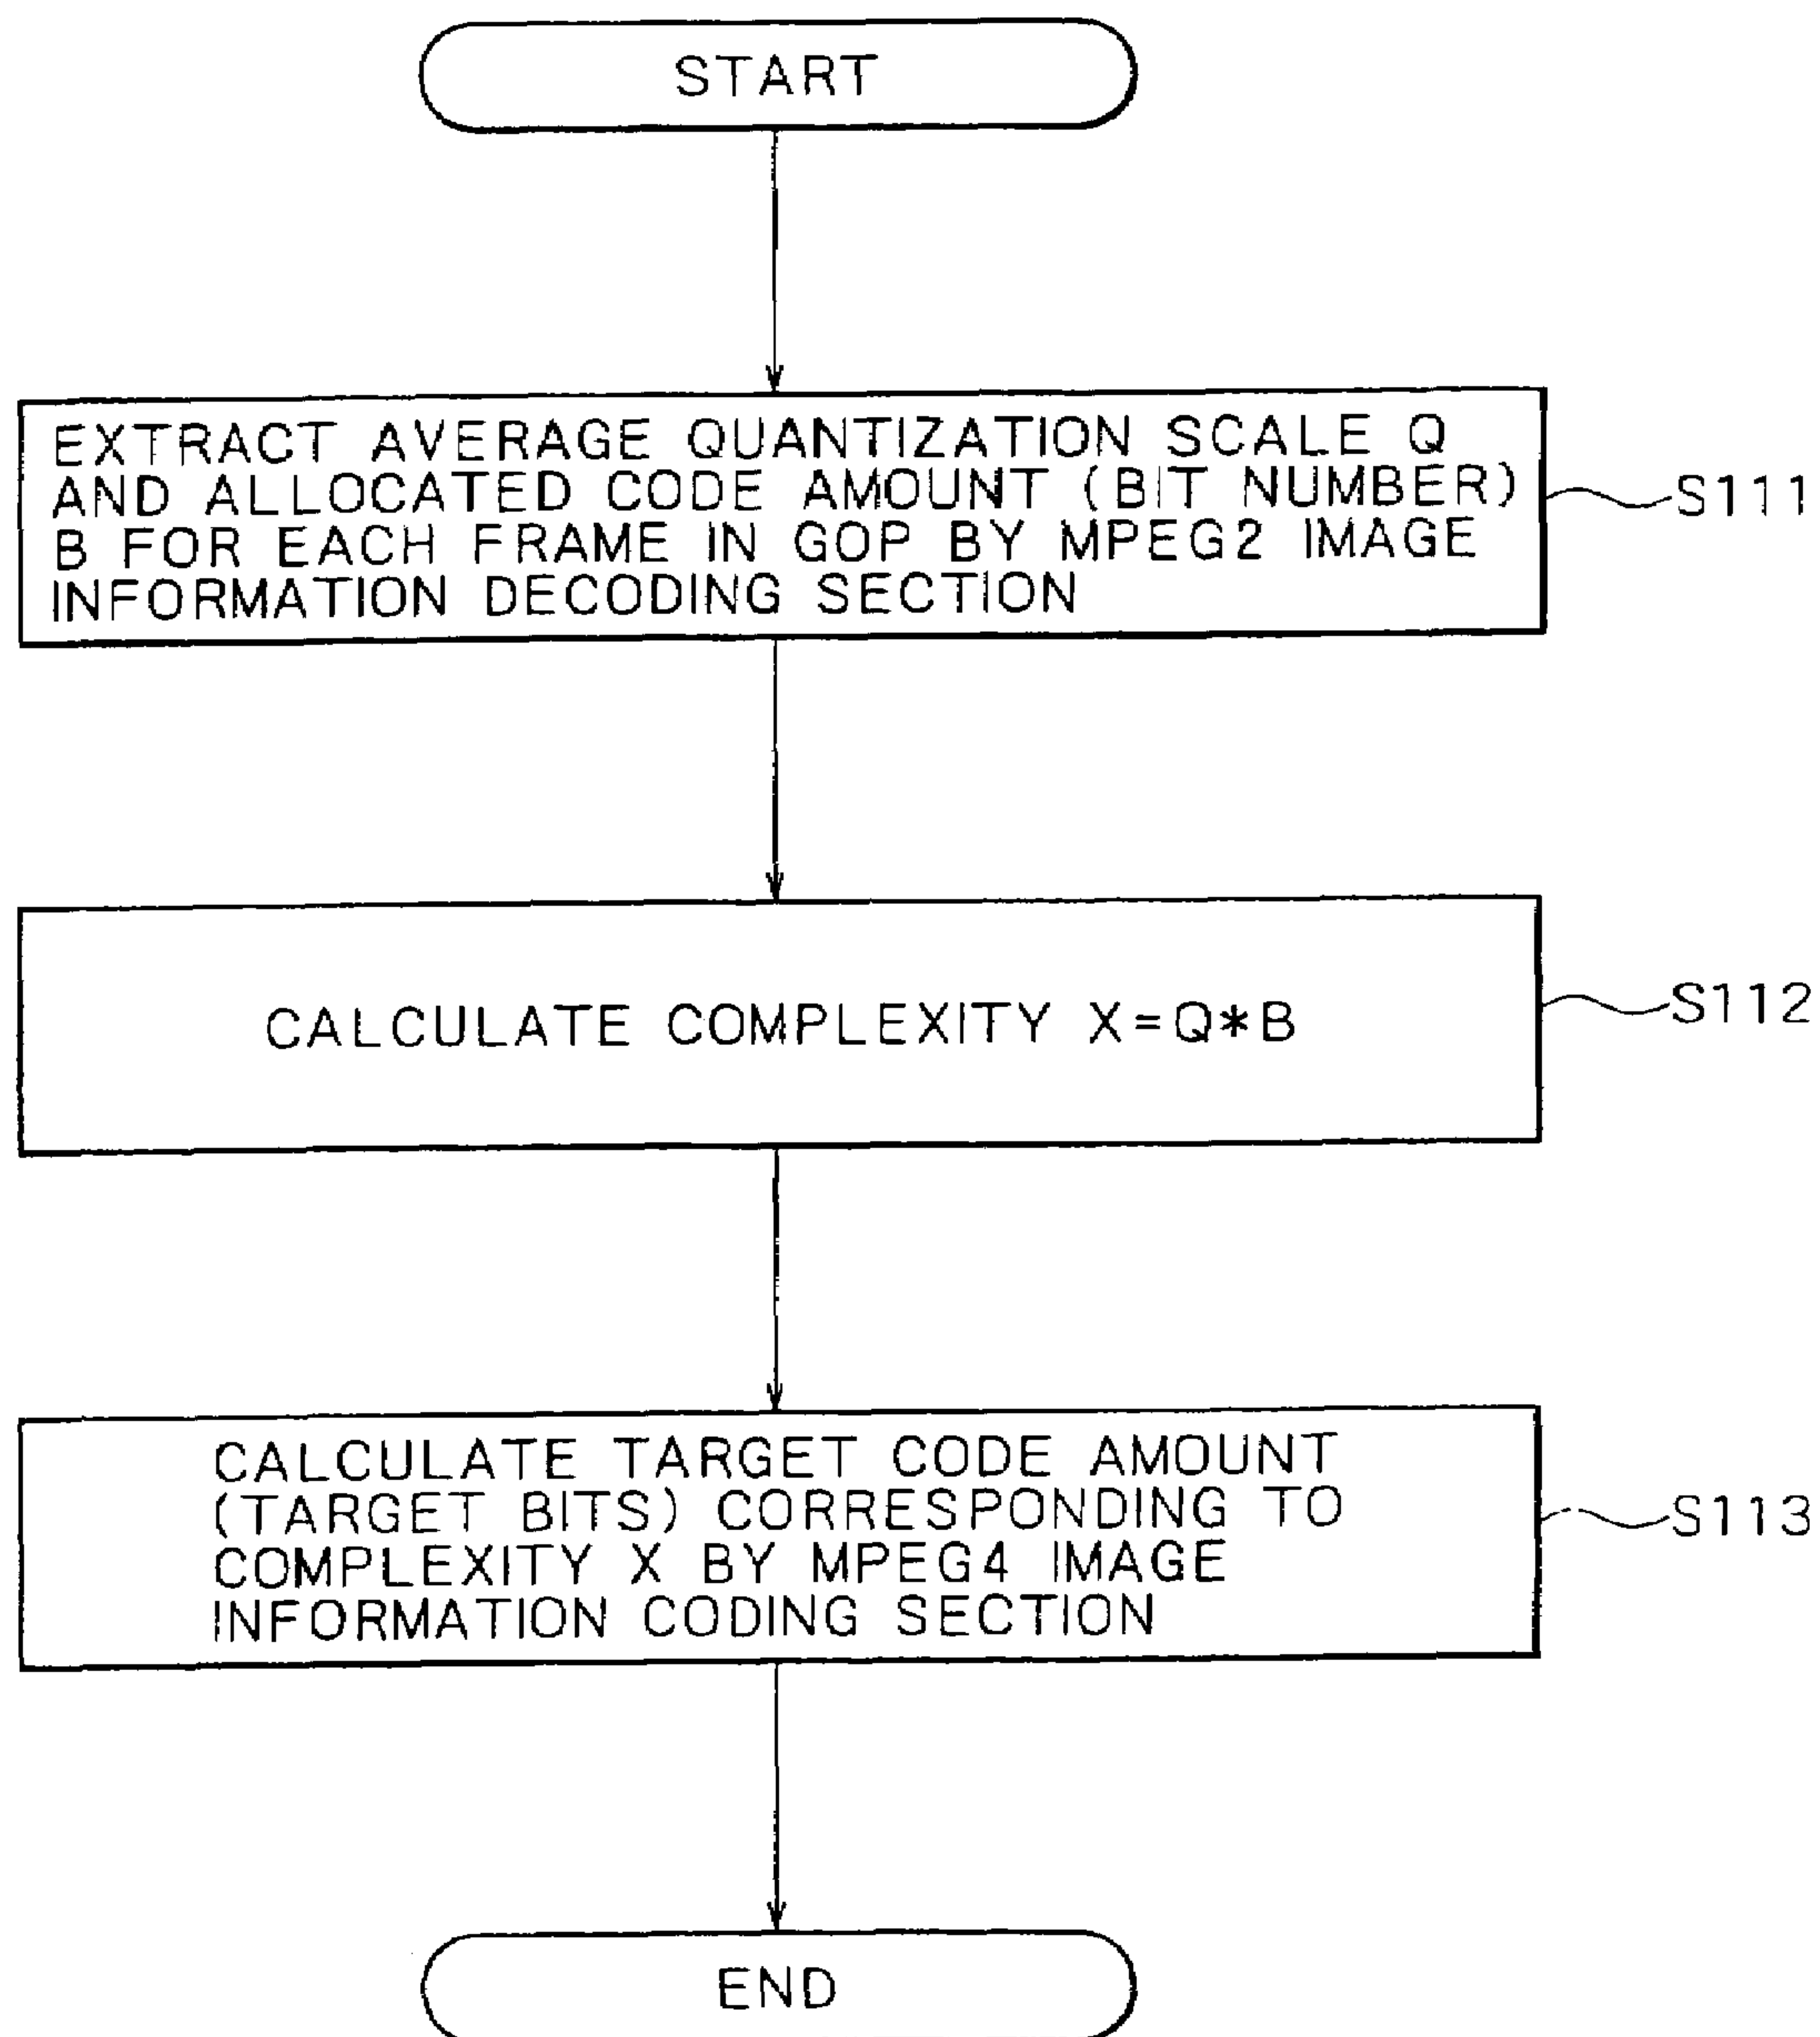 START
EXTRACT AVERAGE QUANTIZATION SCALE Q
AND ALLOCATED CODE AMOUNT (BIT NUMBER)
B FOR EACH FRAME IN GOP BY MPEG2 IMAGE
INFORMATION DECODING SECTION
S111
CALCULATE COMPLEXITY X=Q*B
S112
CALCULATE TARGET CODE AMOUNT
(TARGET BITS) CORRESPONDING TO
COMPLEXITY X BY MPEG4 IMAGE
INFORMATION CODING SECTION
S113
END